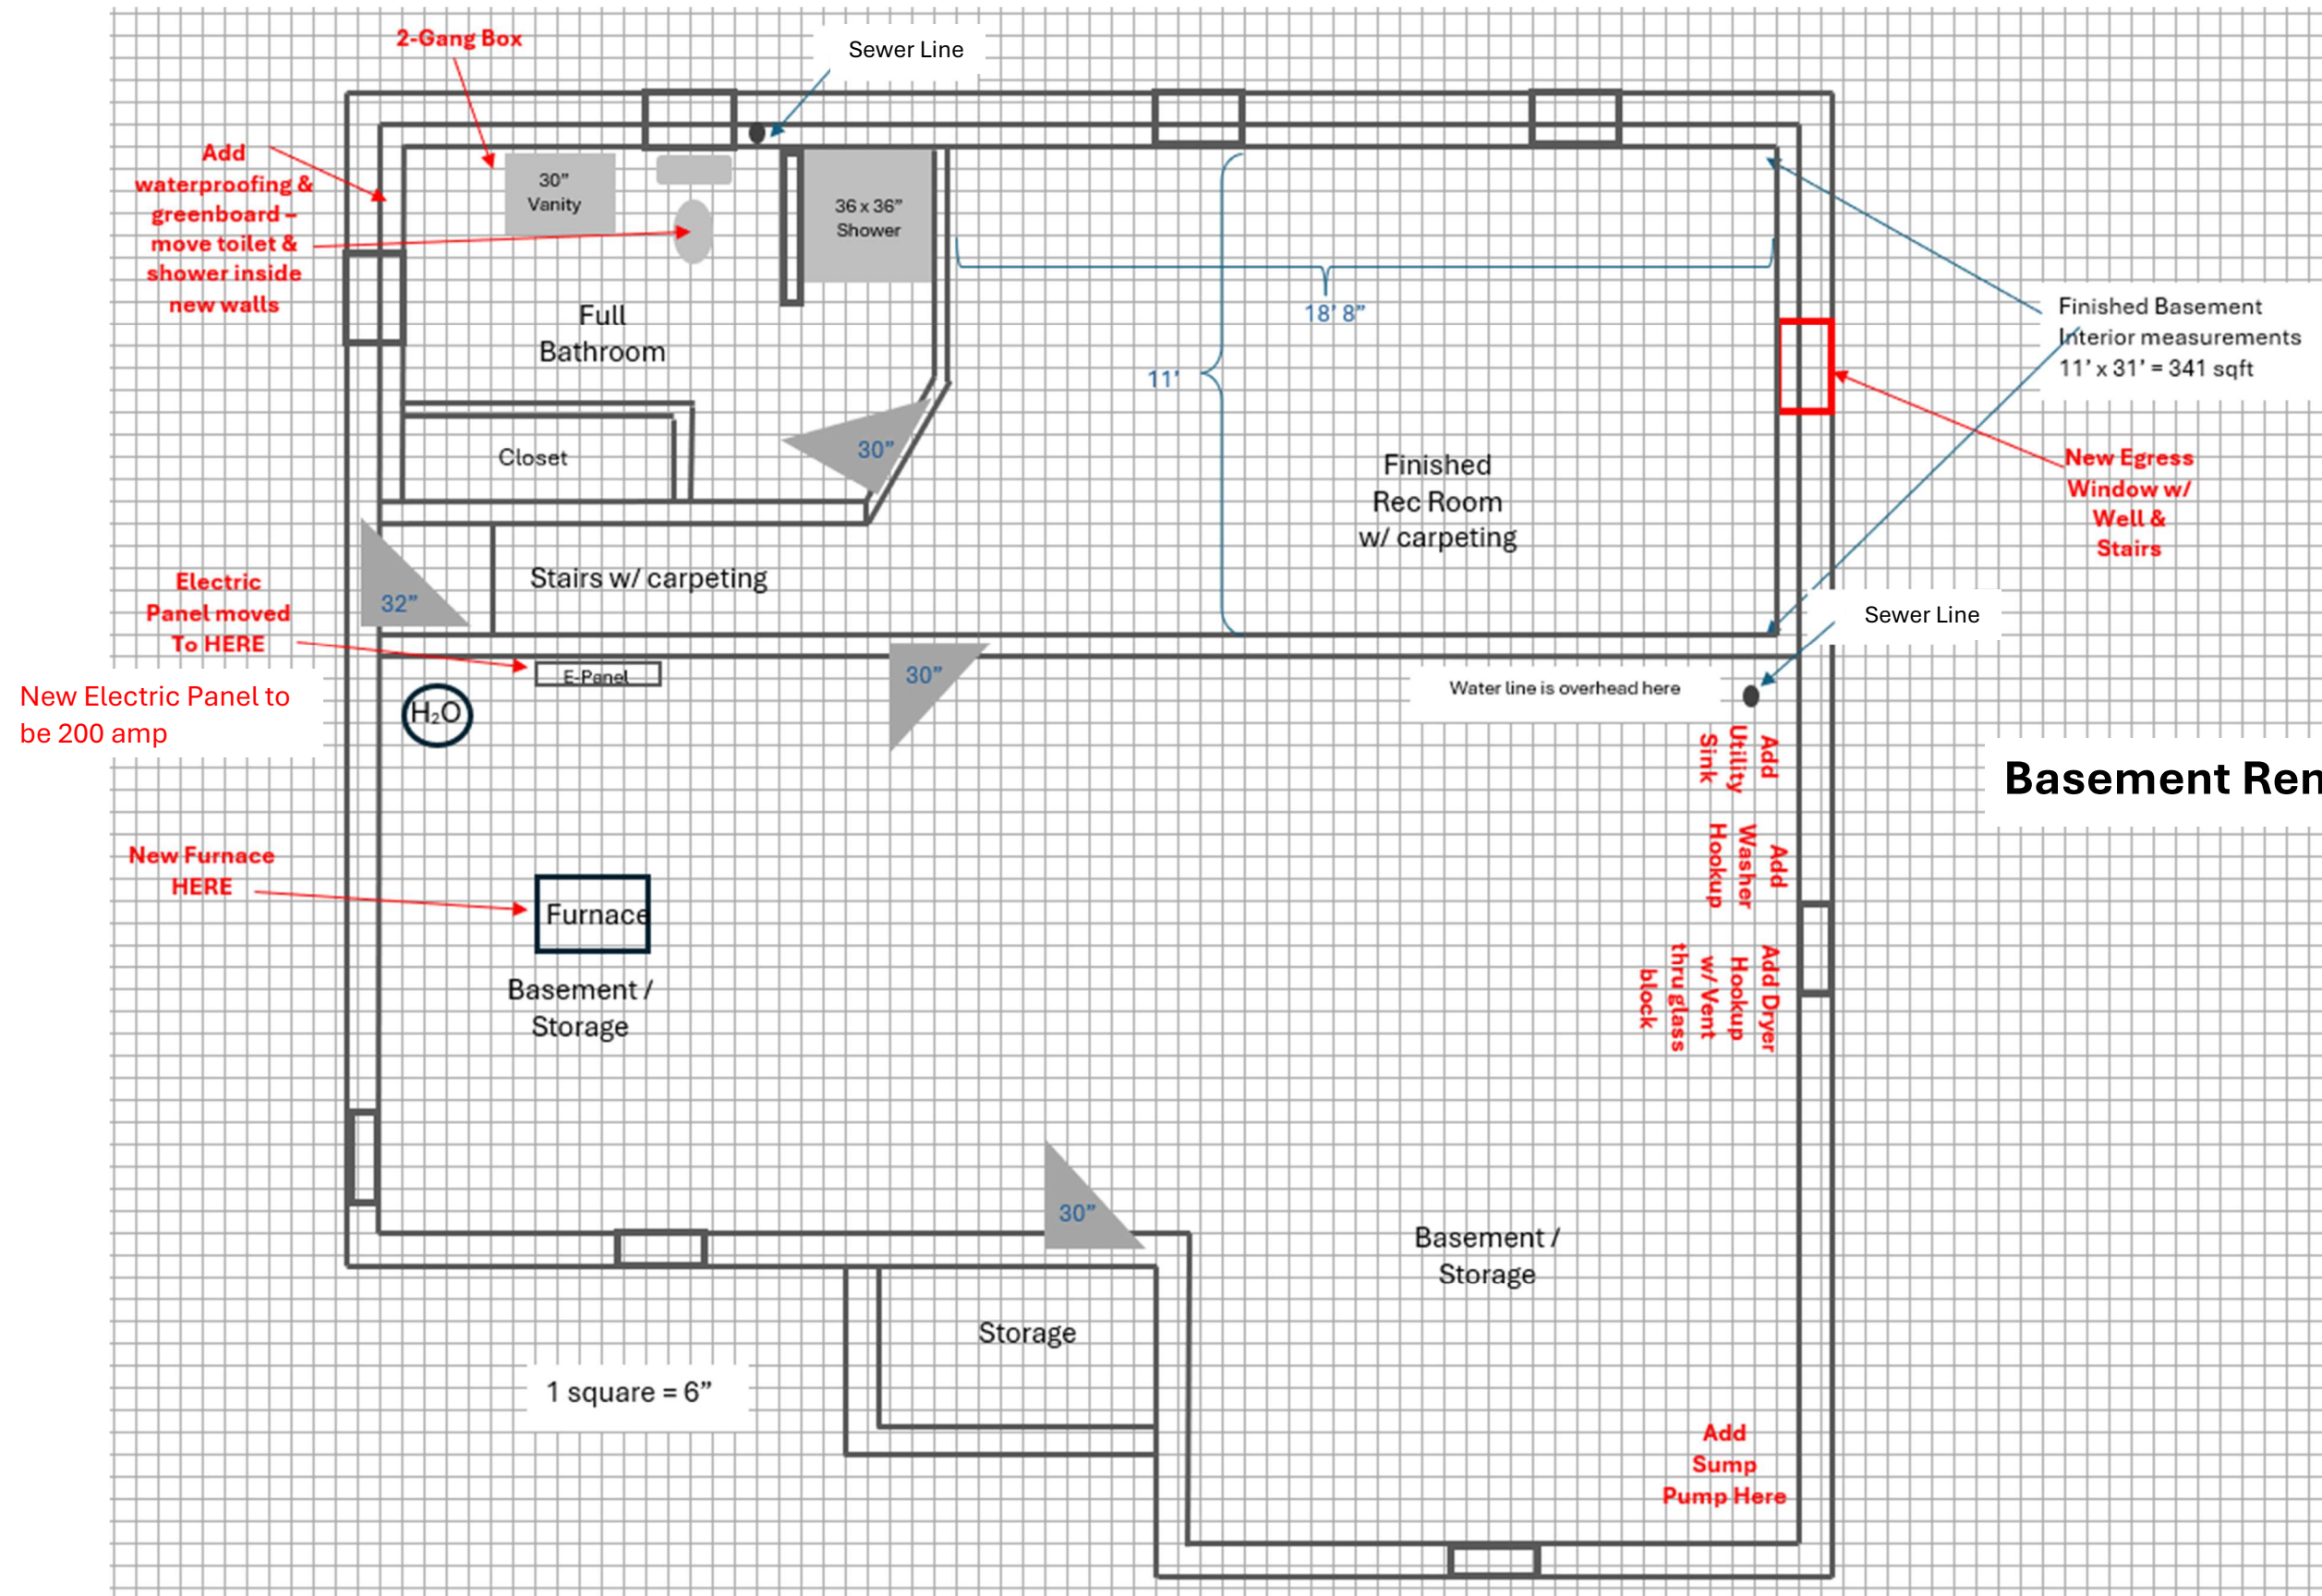 2-Gang Box
Sewer Line
Add
waterproofing &
greenboard –
move toilet &
shower inside
new walls
30”
Vanity
36 x 36”
Shower
Full
Bathroom
18’ 8”
11’
Finished Basement
Interior measurements
11’ x 31’ = 341 sqft
Closet
30”
Finished
Rec Room
w/ carpeting
New Egress
Window w/
Well &
Stairs
Electric
Panel moved
To HERE
32”
Stairs w/ carpeting
Sewer Line
New Electric Panel to
be 200 amp
E-Panel
30”
Water line is overhead here
H₂O
Add
Utility
Sink
Basement Ren
Add
Washer
Hookup
New Furnace
HERE
Furnace
Add Dryer
Hookup
w/ Vent
thru glass
block
Basement /
Storage
30”
Basement /
Storage
Storage
1 square = 6”
Add
Sump
Pump Here